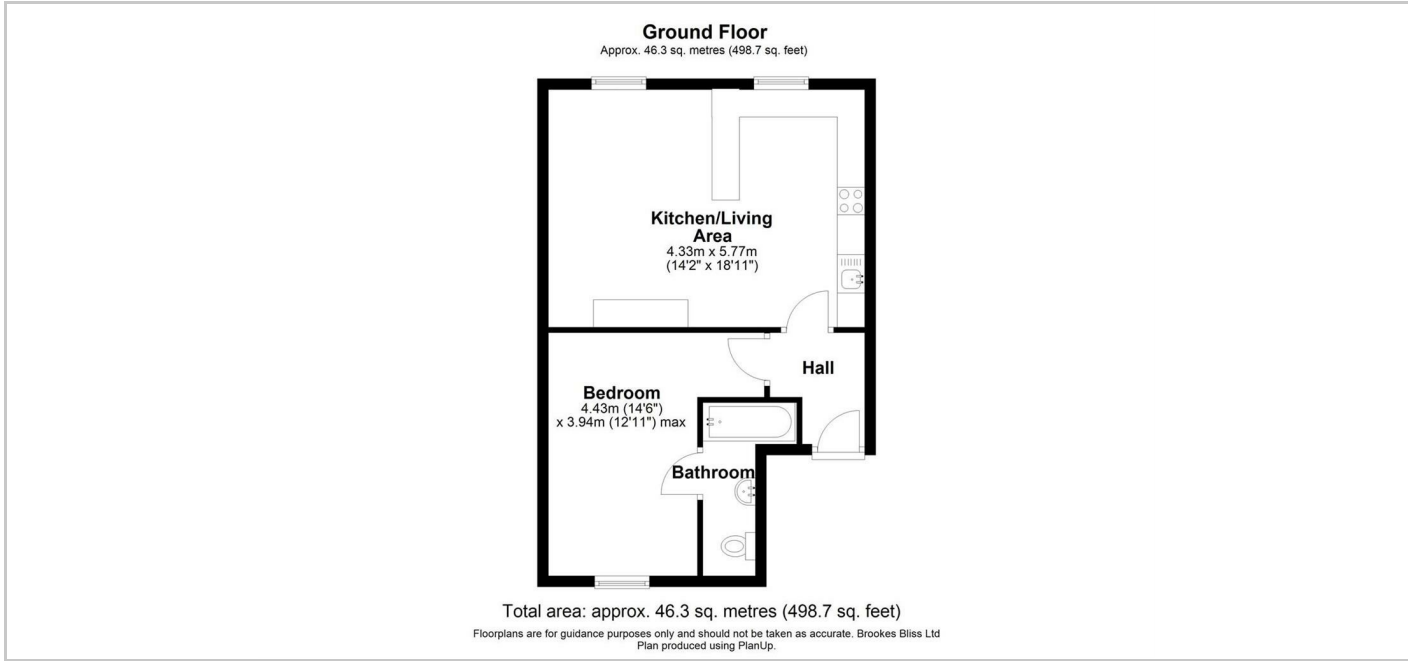 Ground Floor
Approx. 46.3 sq. metres (498.7 sq. feet)
Kitchen/Living
Area
4.33m x 5.77m
(14'2" x 18'11")
Hall
Bedroom
4.43m (14'6")
x 3.94m (12'11") max
Bathroom
Total area: approx. 46.3 sq. metres (498.7 sq. feet)
Floorplans are for guidance purposes only and should not be taken as accurate. Brookes Bliss Ltd
Plan produced using PlanUp.